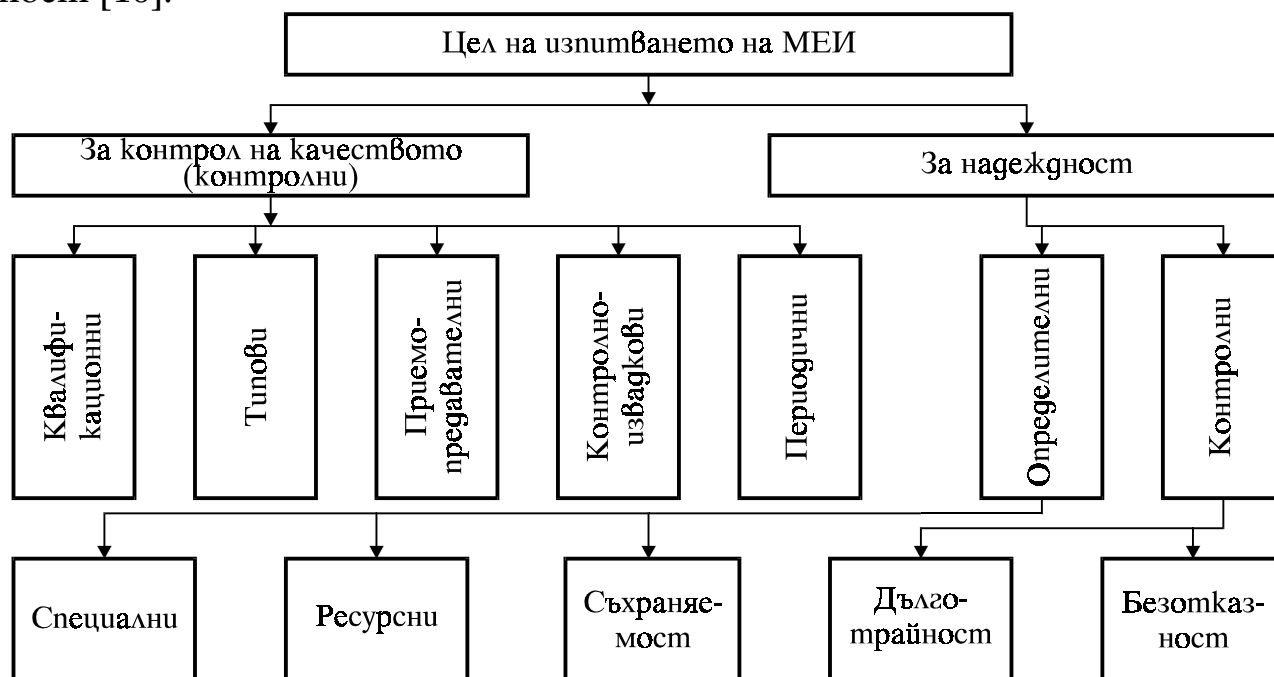 ност [10].
Цел на изпитването на МЕИ
За контрол на качеството
(контролни)
За надеждност
Квалифи-
кационни
Типови
Приемо-
предавателни
Контролно-
извадкови
Периодични
Определителни
Контролни
Специални
Ресурсни
Съхраняе-
мост
Дълго-
трайност
Безотказ-
ност